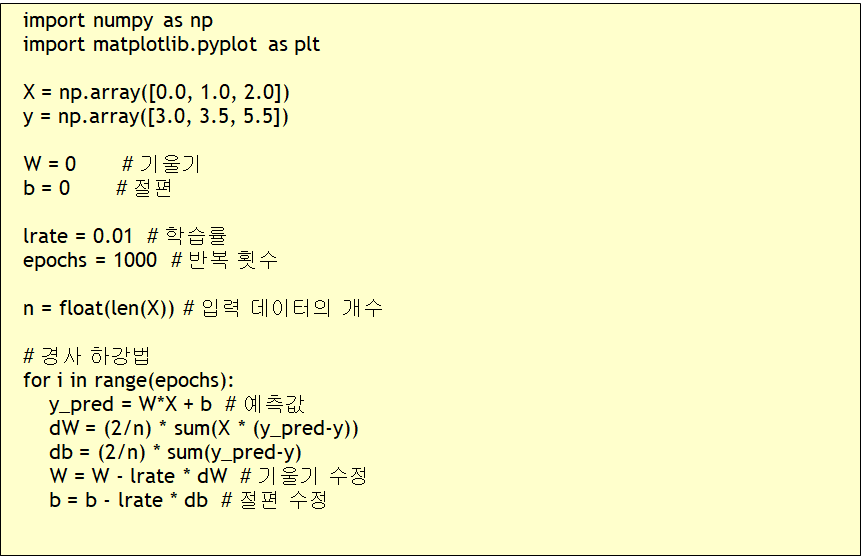 import numpy as np
import matplotlib.pyplot as plt
X = np.array([0.0, 1.0, 2.0])
y = np.array([3.0, 3.5, 5.5])
W = 0 # 기울기
b = 0 # 절편
lrate = 0.01 # 학습률
epochs = 1000 # 반복 횟수
n = float(len(X)) # 입력 데이터의 개수
# 경사 하강법
for i in range(epochs):
y_pred = W*X + b # 예측값
dW = (2/n) * sum(X * (y_pred-y))
db = (2/n) * sum(y_pred-y)
W = W - lrate * dW # 기울기 수정
b = b - lrate * db # 절편 수정